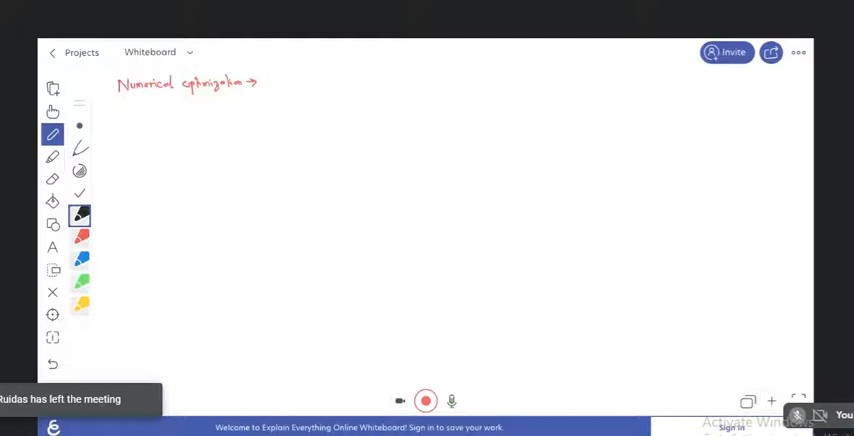 Projects Whiteboard Invite
Numerical optimization →
A
Ruidas has left the meeting
You
Activate Windows
Welcome to Explain Everything Online Whiteboard! Sign in to save your work. Sign in